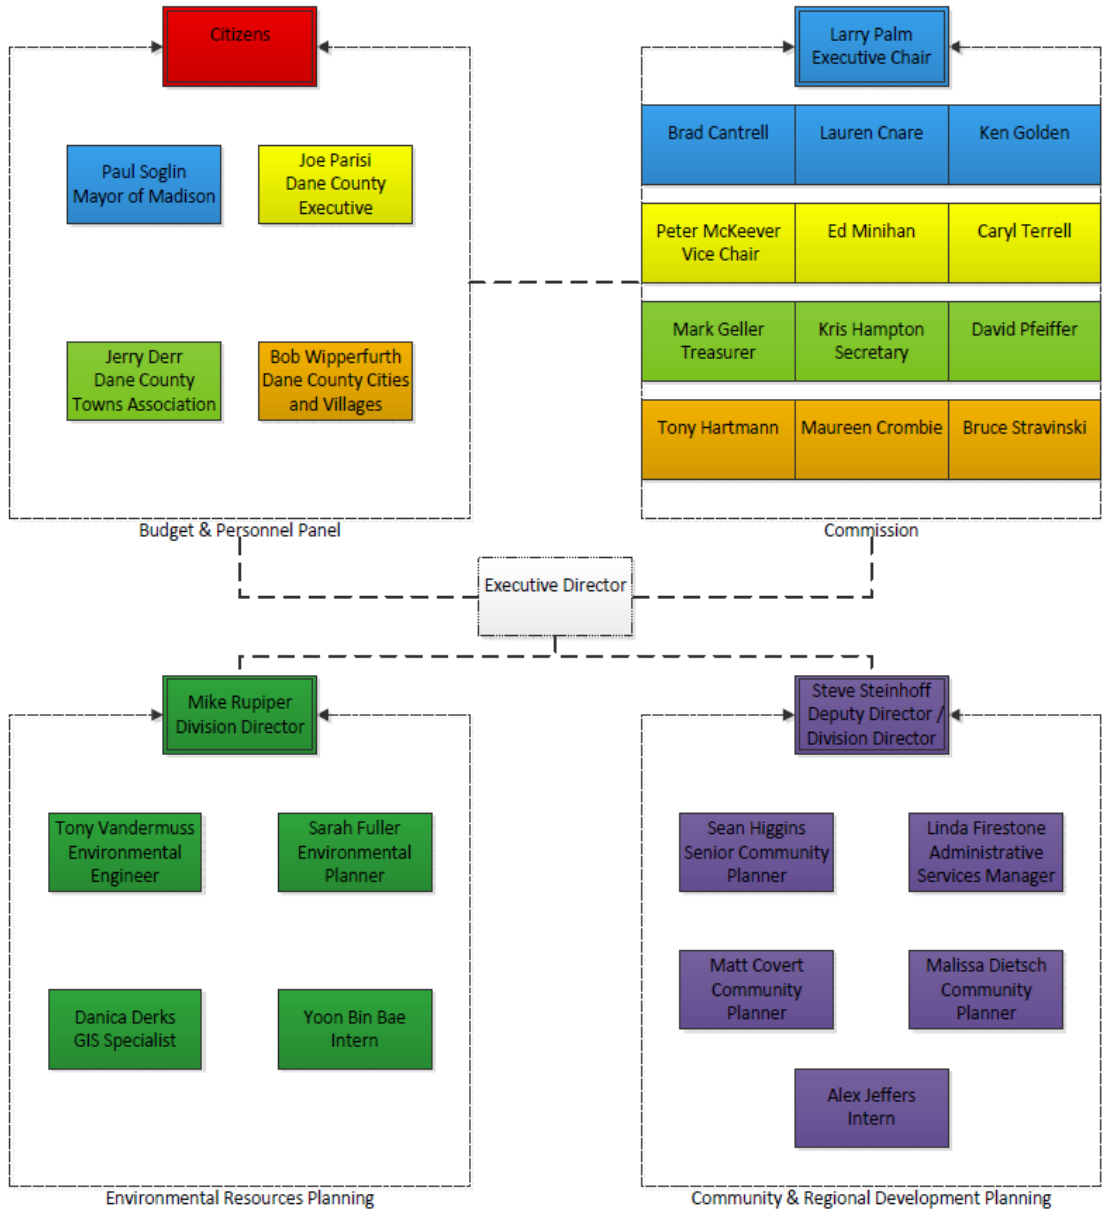 Citizens
Paul Soglin
Mayor of Madison
Joe Parisi
Dane County
Executive
Jerry Derr
Dane County
Towns Association
Bob Wipperfurth
Dane County Cities
and Villages
Budget & Personnel Panel
Larry Palm
Executive Chair
Brad Cantrell
Lauren Cnare
Ken Golden
Peter McKeever
Vice Chair
Ed Minihan
Caryl Terrell
Mark Geller
Treasurer
Kris Hampton
Secretary
David Pfeiffer
Tony Hartmann
Maureen Crombie
Bruce Stravinski
Commission
Executive Director
Mike Rupiper
Division Director
Tony Vandermuss
Environmental
Engineer
Sarah Fuller
Environmental
Planner
Danica Derks
GIS Specialist
Yoon Bin Bae
Intern
Environmental Resources Planning
Steve Steinhoff
Deputy Director /
Division Director
Sean Higgins
Senior Community
Planner
Linda Firestone
Administrative
Services Manager
Matt Covert
Community
Planner
Malissa Dietsch
Community
Planner
Alex Jeffers
Intern
Community & Regional Development Planning